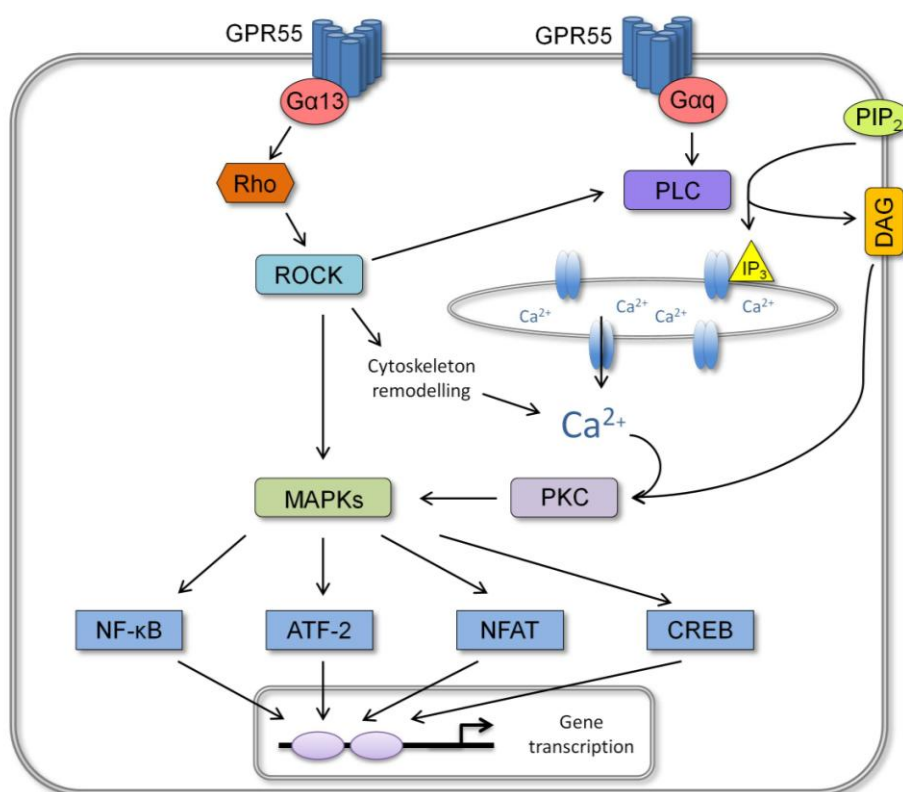 GPR55
GPR55
Gα13
Gαq
PIP2
Rho
PLC
DAG
ROCK
IP3
Ca2+
Ca2+
Ca2+
Ca2+
Cytoskeleton
remodelling
Ca2+
MAPKs
PKC
NF-κB
ATF-2
NFAT
CREB
Gene
transcription